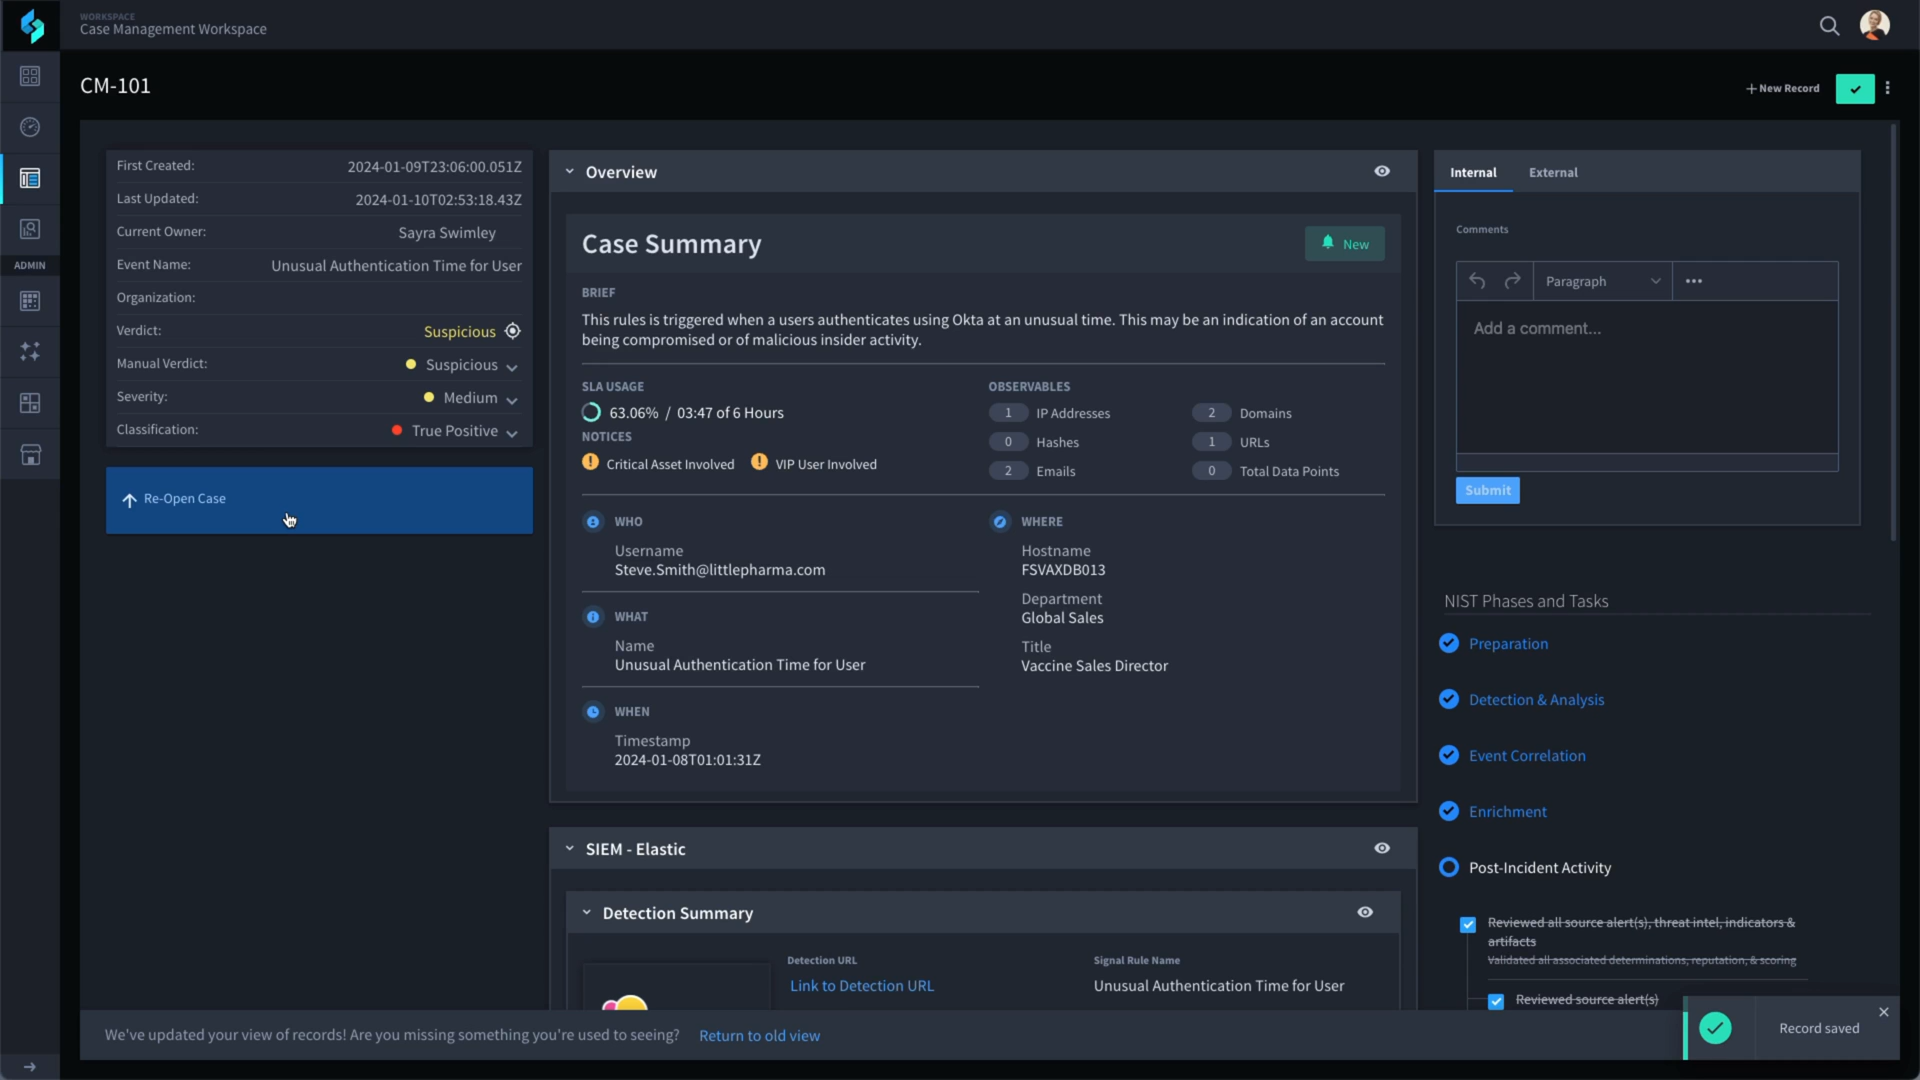 WORKSPACE
Case Management Workspace
CM-101
New Record
First Created: 2024-01-09T23:06:00.051Z
Last Updated: 2024-01-10T02:53:18.43Z
Current Owner: Sayra Swimley
Event Name: Unusual Authentication Time for User
Organization:
Verdict: Suspicious
Manual Verdict: Suspicious
Severity: Medium
Classification: True Positive
Re-Open Case
ADMIN
Overview
Case Summary
New
BRIEF
This rules is triggered when a users authenticates using Okta at an unusual time. This may be an indication of an account
being compromised or of malicious insider activity.
SLA USAGE
63.06% / 03:47 of 6 Hours
NOTICES
Critical Asset Involved VIP User Involved
OBSERVABLES
1 IP Addresses 2 Domains
0 Hashes 1 URLs
2 Emails 0 Total Data Points
WHO
Username
Steve.Smith@littlepharma.com
WHAT
Name
Unusual Authentication Time for User
WHEN
Timestamp
2024-01-08T01:01:31Z
WHERE
Hostname
FSVAXDB013
Department
Global Sales
Title
Vaccine Sales Director
SIEM - Elastic
Detection Summary
Detection URL
Link to Detection URL
Signal Rule Name
Unusual Authentication Time for User
Internal External
Comments
Paragraph
Add a comment...
Submit
NIST Phases and Tasks
Preparation
Detection & Analysis
Event Correlation
Enrichment
Post-Incident Activity
Reviewed all source alert(s), threat intel, indicators &
artifacts
Validated all associated determinations, reputation, & scoring
Reviewed source alert(s)
We've updated your view of records! Are you missing something you're used to seeing? Return to old view
Record saved